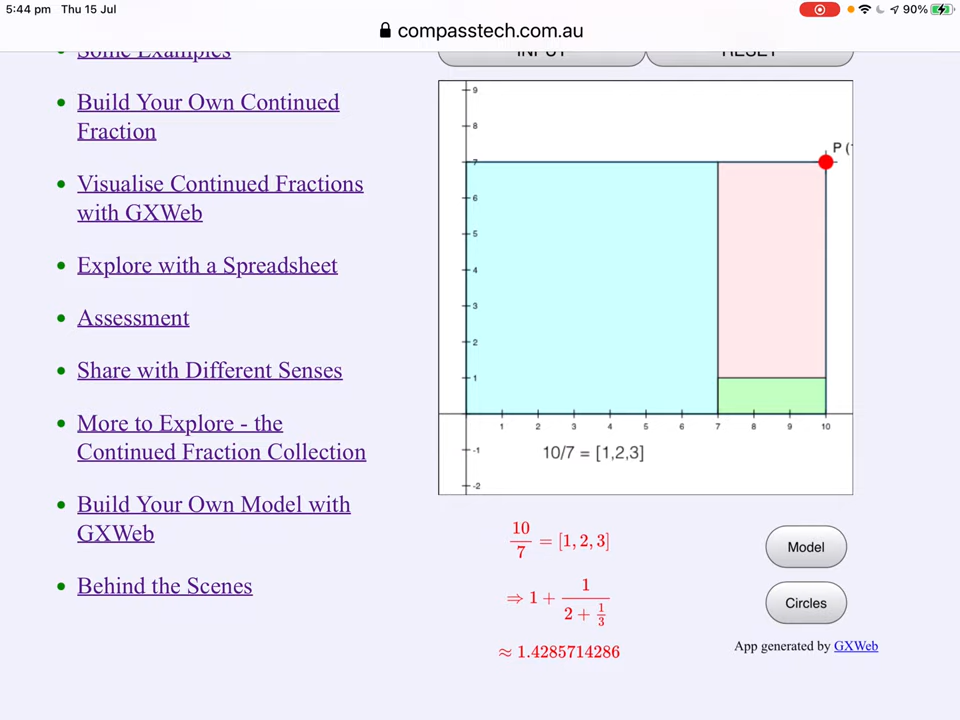 5:44 pm Thu 15 Jul
90%
compasstech.com.au
Some Examples
INPUT
RESET
Build Your Own Continued
Fraction
Visualise Continued Fractions
with GXWeb
Explore with a Spreadsheet
Assessment
Share with Different Senses
More to Explore - the
Continued Fraction Collection
Build Your Own Model with
GXWeb
Behind the Scenes
9
8
7
6
5
4
3
2
1
-1
-2
1 2 3 4 5 6 7 8 9 10
P (
10/7 = [1,2,3]
10/7 = [1, 2, 3]
⇒ 1 + 1/(2 + 1/3)
≈ 1.4285714286
Model
Circles
App generated by GXWeb